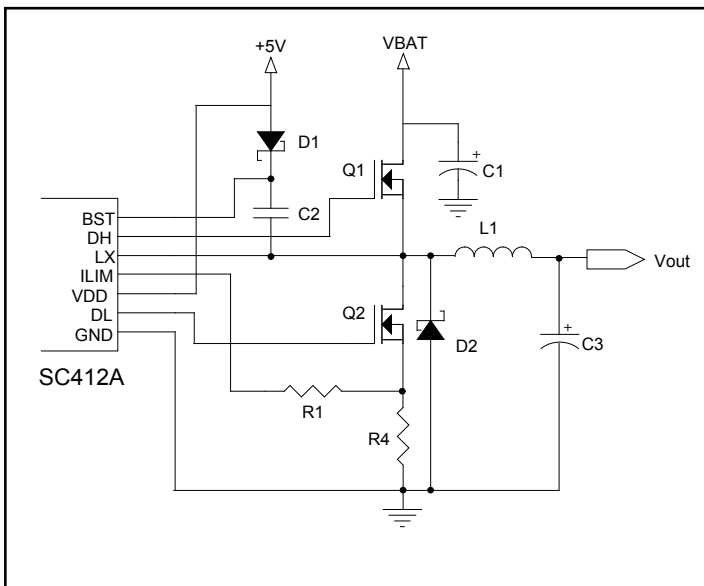 +5V
VBAT
D1
Q1
+
C1
BST
C2
DH
L1
LX
Vout
ILIM
VDD
Q2
+
DL
D2
C3
GND
SC412A
R1
R4